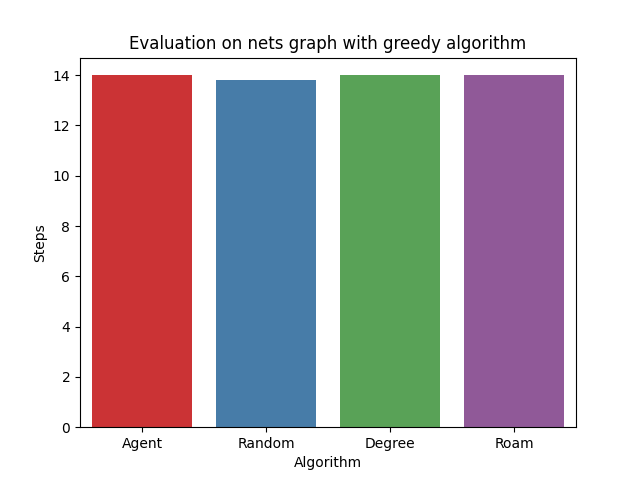 Evaluation on nets graph with greedy algorithm
14
12
10
8
6
4
2
0
Steps
Agent Random Degree Roam
Algorithm